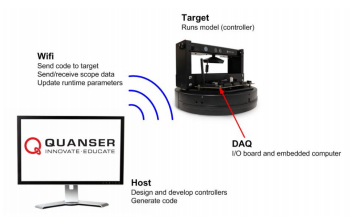 Target
Runs model (controller)
Wifi
Send code to target
Send/receive scope data
Update runtime parameters
QUANSER
INNOVATE·EDUCATE
DAQ
I/O board and embedded computer
Host
Design and develop controllers
Generate code